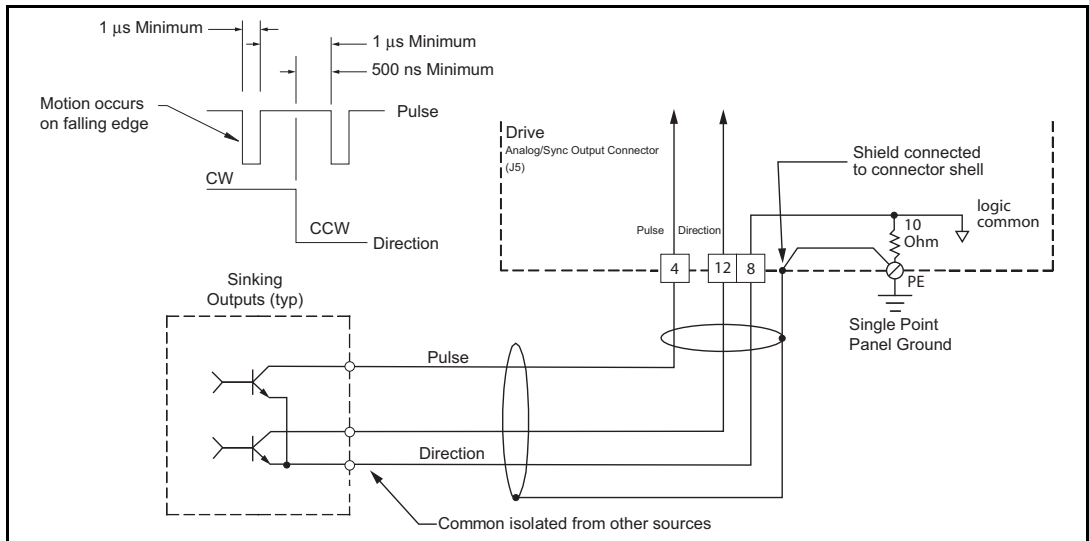 1 μs Minimum
1 μs Minimum
500 ns Minimum
Motion occurs
on falling edge
Pulse
CW
CCW
Direction
Drive
Analog/Sync Output Connector
(J5)
Shield connected
to connector shell
logic
common
10
Ohm
Pulse
Direction
4
12
8
PE
Single Point
Panel Ground
Sinking
Outputs (typ)
Pulse
Direction
Common isolated from other sources